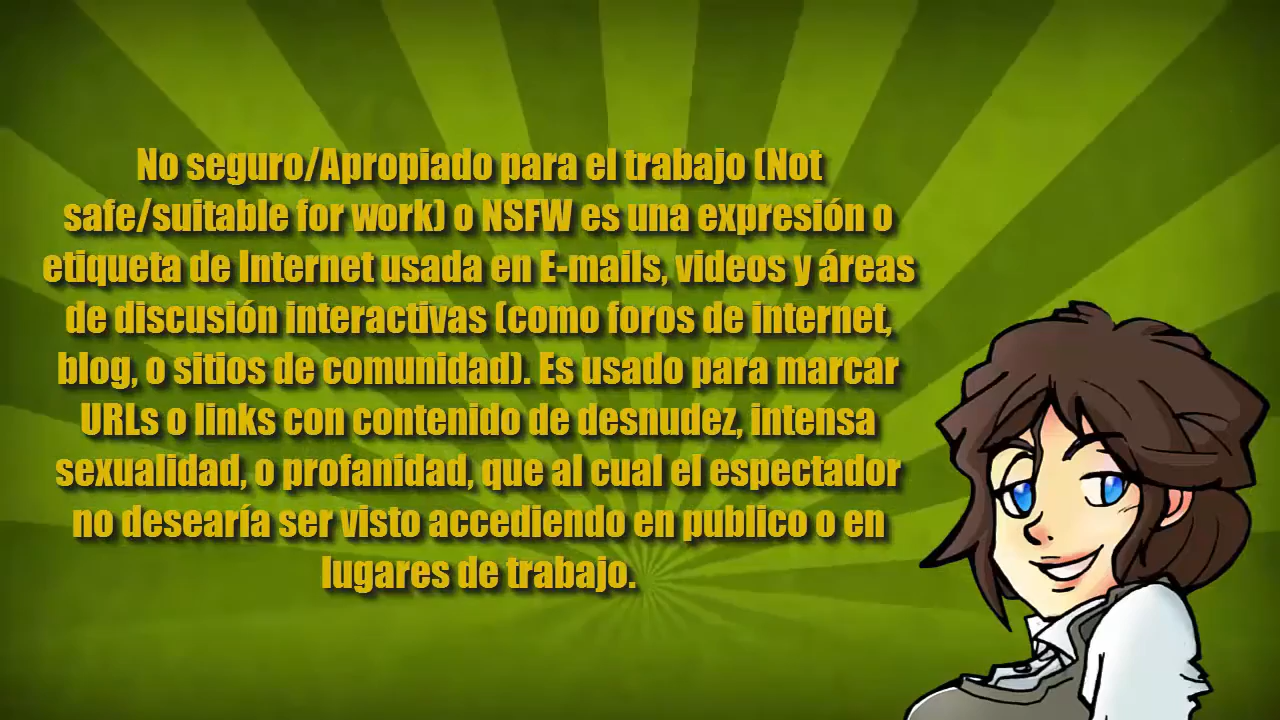 No seguro/Apropiado para el trabajo (Not
safe/suitable for work) o NSFW es una expresión o
etiqueta de Internet usada en E-mails, videos y áreas
de discusión interactivas (como foros de Internet,
blog, o sitios de comunidad). Es usado para marcar
URLs o links con contenido de desnudez, intensa
sexualidad, o profanidad, que al cual el espectador
no desearía ser visto accediendo en publico o en
lugares de trabajo.